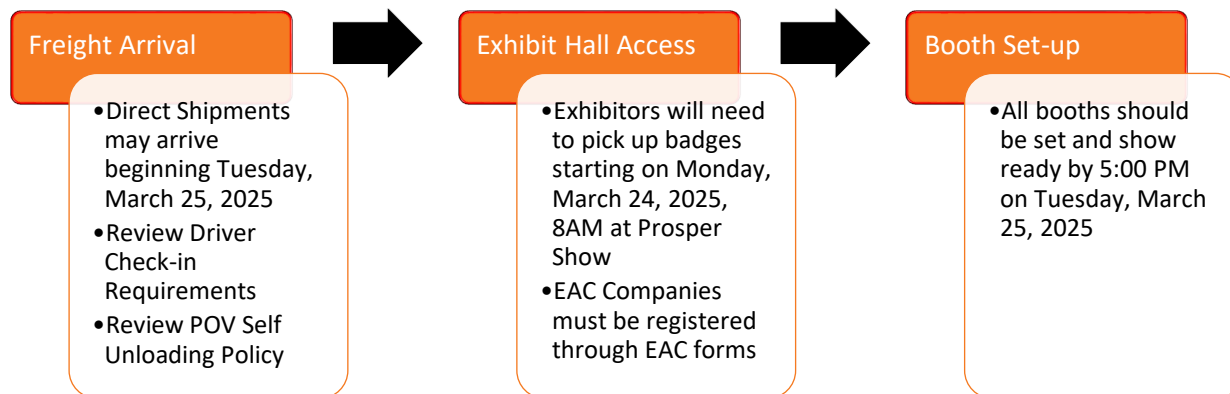 Freight Arrival
•Direct Shipments
may arrive
beginning Tuesday,
March 25, 2025
•Review Driver
Check-in
Requirements
•Review POV Self
Unloading Policy
Exhibit Hall Access
•Exhibitors will need
to pick up badges
starting on Monday,
March 24, 2025,
8AM at Prosper
Show
•EAC Companies
must be registered
through EAC forms
Booth Set-up
•All booths should
be set and show
ready by 5:00 PM
on Tuesday, March
25, 2025